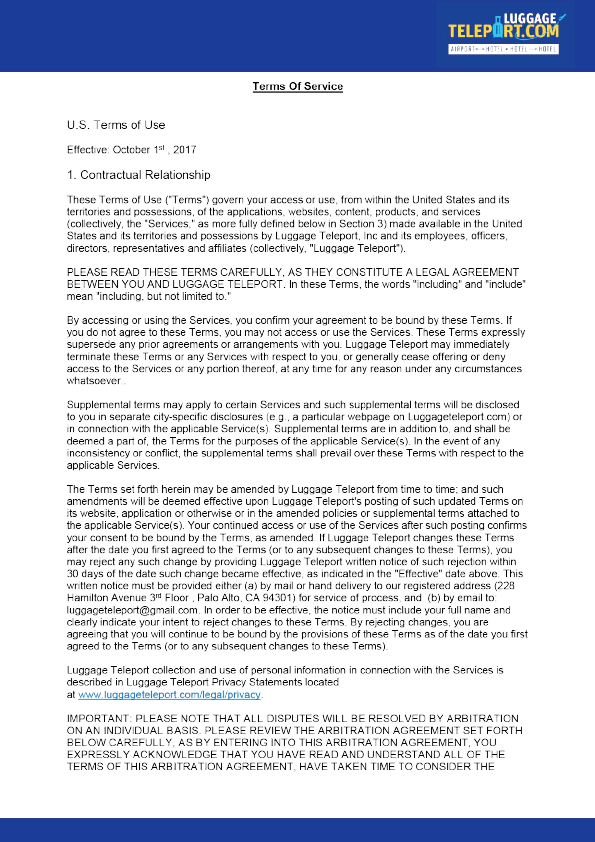 LUGGAGE
TELEPORT.COM
AIRPORT HOTEL HOTEL HOTEL
Terms Of Service
U.S. Terms of Use
Effective: October 1st , 2017
1. Contractual Relationship
These Terms of Use ("Terms") govern your access or use, from within the United States and its
territories and possessions, of the applications, websites, content, products, and services
(collectively, the "Services," as more fully defined below in Section 3) made available in the United
States and its territories and possessions by Luggage Teleport, Inc and its employees, officers,
directors, representatives and affiliates (collectively, "Luggage Teleport").
PLEASE READ THESE TERMS CAREFULLY, AS THEY CONSTITUTE A LEGAL AGREEMENT
BETWEEN YOU AND LUGGAGE TELEPORT. In these Terms, the words "including" and "include"
mean "including, but not limited to."
By accessing or using the Services, you confirm your agreement to be bound by these Terms. If
you do not agree to these Terms, you may not access or use the Services. These Terms expressly
supersede any prior agreements or arrangements with you. Luggage Teleport may immediately
terminate these Terms or any Services with respect to you, or generally cease offering or deny
access to the Services or any portion thereof, at any time for any reason under any circumstances
whatsoever..
Supplemental terms may apply to certain Services and such supplemental terms will be disclosed
to you in separate city-specific disclosures (e.g., a particular webpage on Luggageteleport.com) or
in connection with the applicable Service(s). Supplemental terms are in addition to, and shall be
deemed a part of, the Terms for the purposes of the applicable Service(s). In the event of any
inconsistency or conflict, the supplemental terms shall prevail over these Terms with respect to the
applicable Services.
The Terms set forth herein may be amended by Luggage Teleport from time to time; and such
amendments will be deemed effective upon Luggage Teleport's posting of such updated Terms on
its website, application or otherwise or in the amended policies or supplemental terms attached to
the applicable Service(s). Your continued access or use of the Services after such posting confirms
your consent to be bound by the Terms, as amended. If Luggage Teleport changes these Terms
after the date you first agreed to the Terms (or to any subsequent changes to these Terms), you
may reject any such change by providing Luggage Teleport written notice of such rejection within
30 days of the date such change became effective, as indicated in the "Effective" date above. This
written notice must be provided either (a) by mail or hand delivery to our registered address (228
Hamilton Avenue 3rd Floor , Palo Alto, CA 94301) for service of process, and (b) by email to:
luggageteleport@gmail.com. In order to be effective, the notice must include your full name and
clearly indicate your intent to reject changes to these Terms. By rejecting changes, you are
agreeing that you will continue to be bound by the provisions of these Terms as of the date you first
agreed to the Terms (or to any subsequent changes to these Terms).
Luggage Teleport collection and use of personal information in connection with the Services is
described in Luggage Teleport Privacy Statements located
at www.luggageteleport.com/legal/privacy.
IMPORTANT: PLEASE NOTE THAT ALL DISPUTES WILL BE RESOLVED BY ARBITRATION
ON AN INDIVIDUAL BASIS. PLEASE REVIEW THE ARBITRATION AGREEMENT SET FORTH
BELOW CAREFULLY, AS BY ENTERING INTO THIS ARBITRATION AGREEMENT, YOU
EXPRESSLY ACKNOWLEDGE THAT YOU HAVE READ AND UNDERSTAND ALL OF THE
TERMS OF THIS ARBITRATION AGREEMENT, HAVE TAKEN TIME TO CONSIDER THE